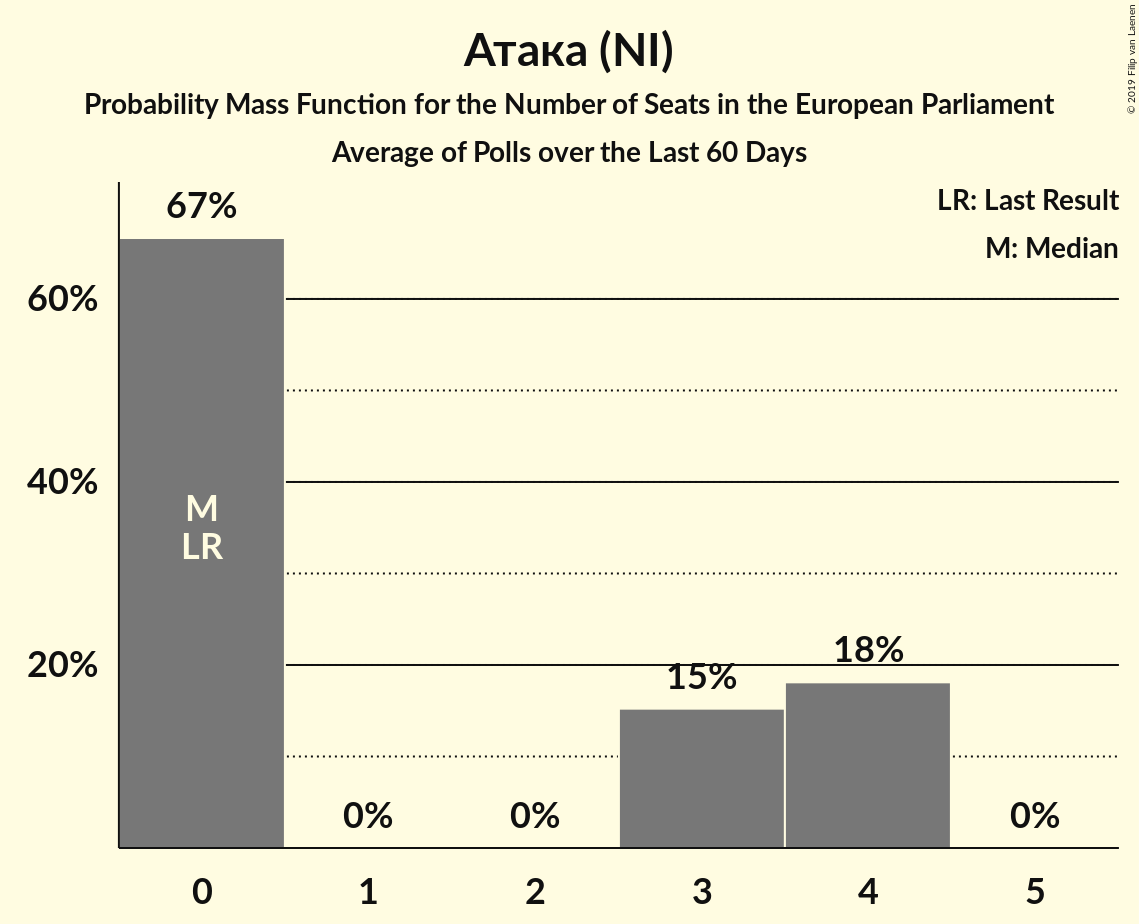 Атака (NI)
Probability Mass Function for the Number of Seats in the European Parliament
Average of Polls over the Last 60 Days
© 2019 Filip van Laenen
LR: Last Result
M: Median
67%
60%
40%
20%
M
LR
0%
0%
15%
18%
0%
0
1
2
3
4
5